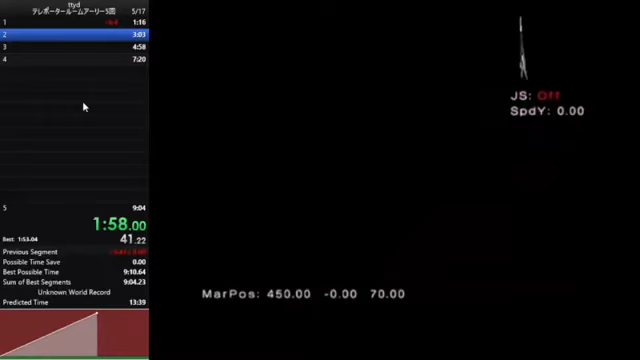 ttyd
テレポータールームアーリー5回 5/17
1 1:16
2 3:03
3 4:58
4 7:20
5 9:04
1:58.00
Best: 1:53.04 41.22
Previous Segment
Possible Time Save 0.00
Best Possible Time 9:10.64
Sum of Best Segments 9:04.23
Unknown World Record
Predicted Time 13:39
JS: Off
SpdY: 0.00
MarPos: 450.00 -0.00 70.00